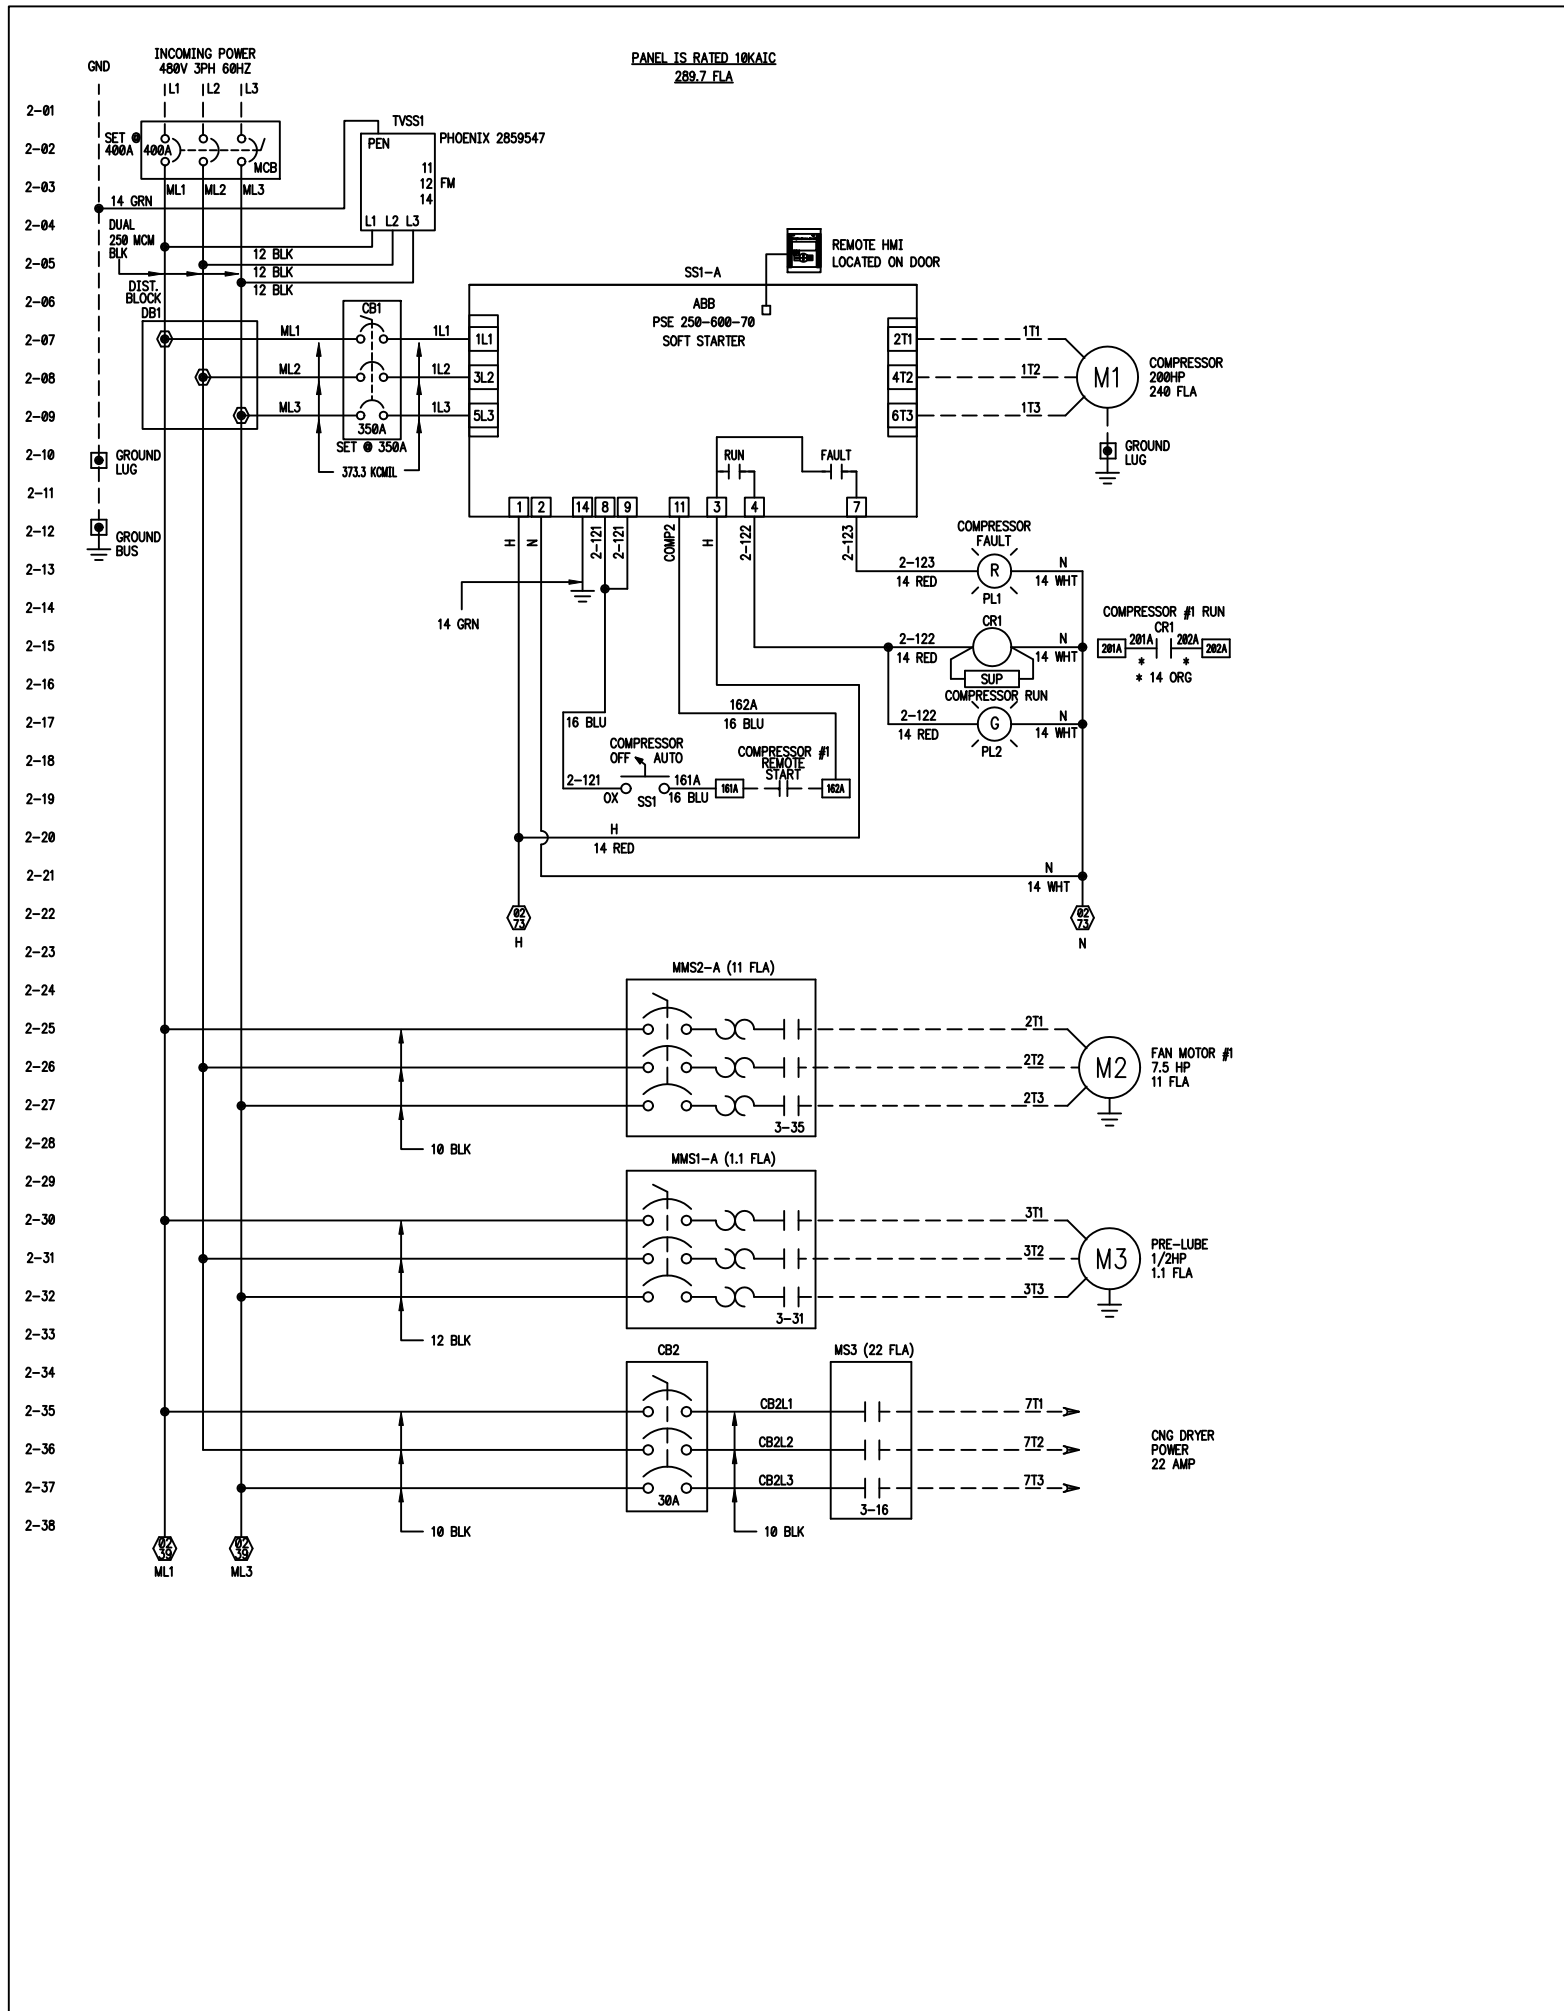 PANEL IS RATED 10KAIC
289.7 FLA
GND
INCOMING POWER
480V 3PH 60HZ
L1 L2 L3
2-01
2-02
2-03
2-04
2-05
2-06
2-07
2-08
2-09
2-10
2-11
2-12
2-13
2-14
2-15
2-16
2-17
2-18
2-19
2-20
2-21
2-22
2-23
2-24
2-25
2-26
2-27
2-28
2-29
2-30
2-31
2-32
2-33
2-34
2-35
2-36
2-37
2-38
SET @
400A
400A
MCB
ML1 ML2 ML3
14 GRN
TVSS1
PHOENIX 2859547
PEN
11
12 FM
14
L1 L2 L3
DUAL
250 MCM
BLK
12 BLK
12 BLK
12 BLK
DIST.
BLOCK
DB1
ML1
ML2
ML3
CB1
350A
SET @ 350A
373.3 KCMIL
1L1
1L2
1L3
GROUND
LUG
GROUND
BUS
SS1-A
ABB
PSE 250-600-70
SOFT STARTER
REMOTE HMI
LOCATED ON DOOR
1L1
3L2
5L3
2T1
4T2
6T3
1T1
1T2
1T3
M1
COMPRESSOR
200HP
240 FLA
GROUND
LUG
RUN
FAULT
1 2 14 8 9 11 3 4 7
H
N
2-121
2-121
COMP2
H
2-122
2-123
14 GRN
COMPRESSOR
FAULT
2-123
14 RED
R
PL1
N
14 WHT
CR1
2-122
14 RED
SUP
N
14 WHT
COMPRESSOR RUN
2-122
14 RED
G
PL2
N
14 WHT
COMPRESSOR #1 RUN
CR1
201A 201A 202A 202A
* *
* 14 ORG
16 BLU
162A
16 BLU
COMPRESSOR
OFF AUTO
2-121
OX
SS1
161A
16 BLU
COMPRESSOR #1
REMOTE
START
161A
162A
H
14 RED
N
14 WHT
02
73
H
02
73
N
MMS2-A (11 FLA)
3-35
10 BLK
2T1
2T2
2T3
M2
FAN MOTOR #1
7.5 HP
11 FLA
MMS1-A (1.1 FLA)
3-31
12 BLK
3T1
3T2
3T3
M3
PRE-LUBE
1/2HP
1.1 FLA
CB2
30A
10 BLK
CB2L1
CB2L2
CB2L3
10 BLK
MS3 (22 FLA)
3-16
7T1
7T2
7T3
CNG DRYER
POWER
22 AMP
02
39
ML1
02
39
ML3